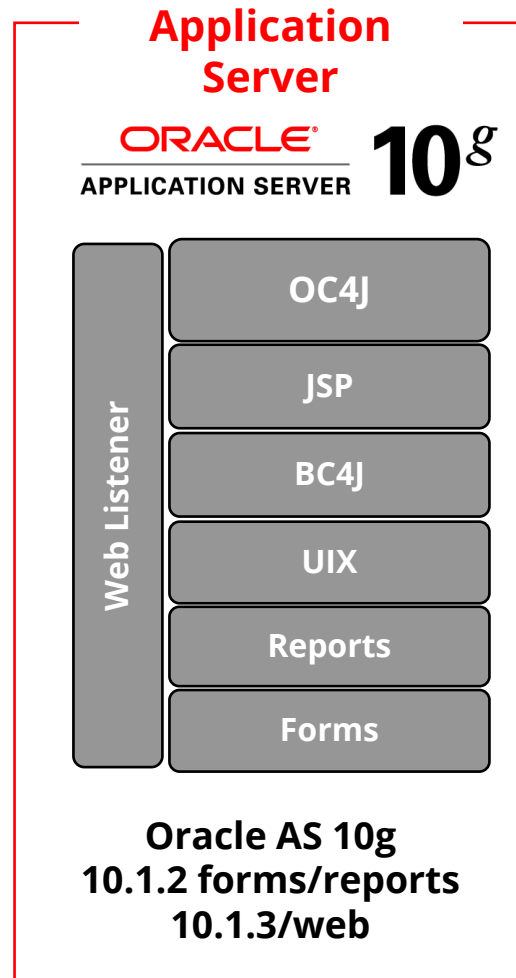 Application
Server
ORACLE®
APPLICATION SERVER 10g
Web Listener
OC4J
JSP
BC4J
UIX
Reports
Forms
Oracle AS 10g
10.1.2 forms/reports
10.1.3/web